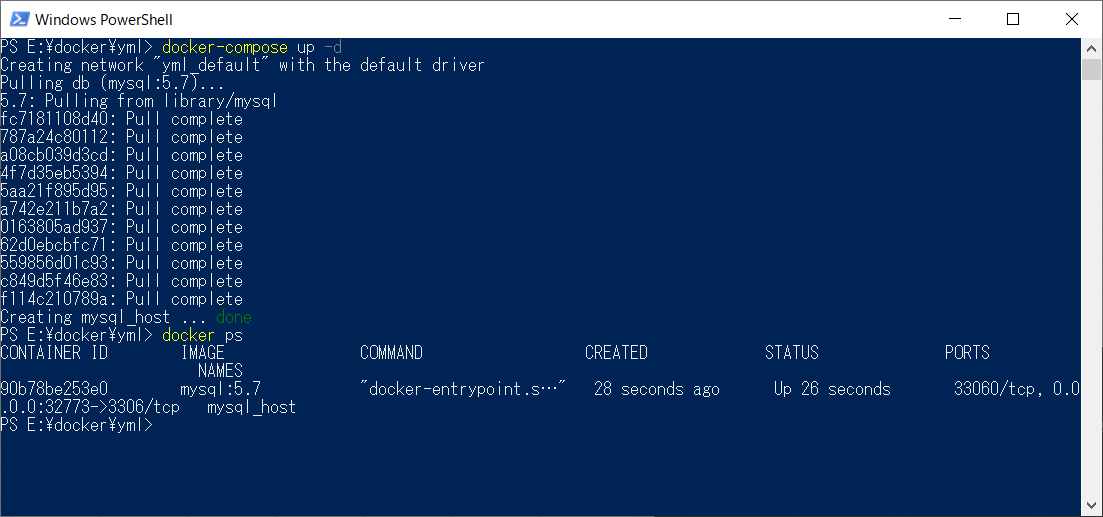 Windows PowerShell
PS E:¥docker¥yml> docker-compose up -d
Creating network "yml_default" with the default driver
Pulling db (mysql:5.7)...
5.7: Pulling from library/mysql
fc7181108d40: Pull complete
787a24c80112: Pull complete
a08cb039d3cd: Pull complete
4f7d35eb5394: Pull complete
5aa21f895d95: Pull complete
a742e211b7a2: Pull complete
0163805ad937: Pull complete
62d0ebcbfc71: Pull complete
559856d01c93: Pull complete
c849d5f46e83: Pull complete
f114c210789a: Pull complete
Creating mysql_host ... done
PS E:¥docker¥yml> docker ps
CONTAINER ID        IMAGE               COMMAND                  CREATED             STATUS              PORTS
                      NAMES
90b78be253e0        mysql:5.7           "docker-entrypoint.s…"   28 seconds ago      Up 26 seconds       33060/tcp, 0.0
.0.0:32773->3306/tcp   mysql_host
PS E:¥docker¥yml>